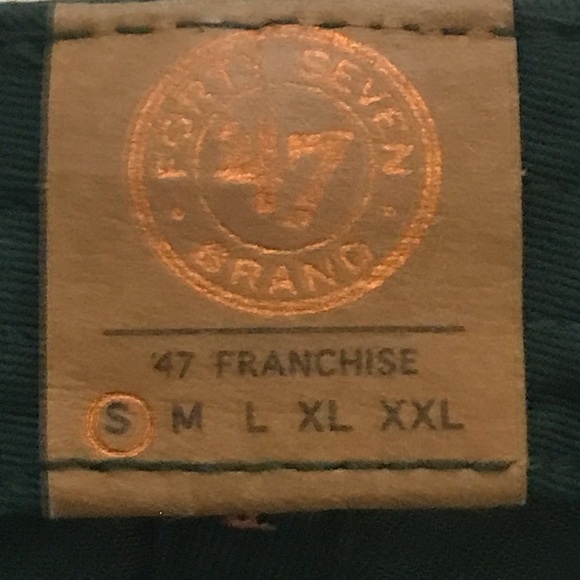 FORTY SEVEN
47
BRAND
'47 FRANCHISE
S M L XL XXL